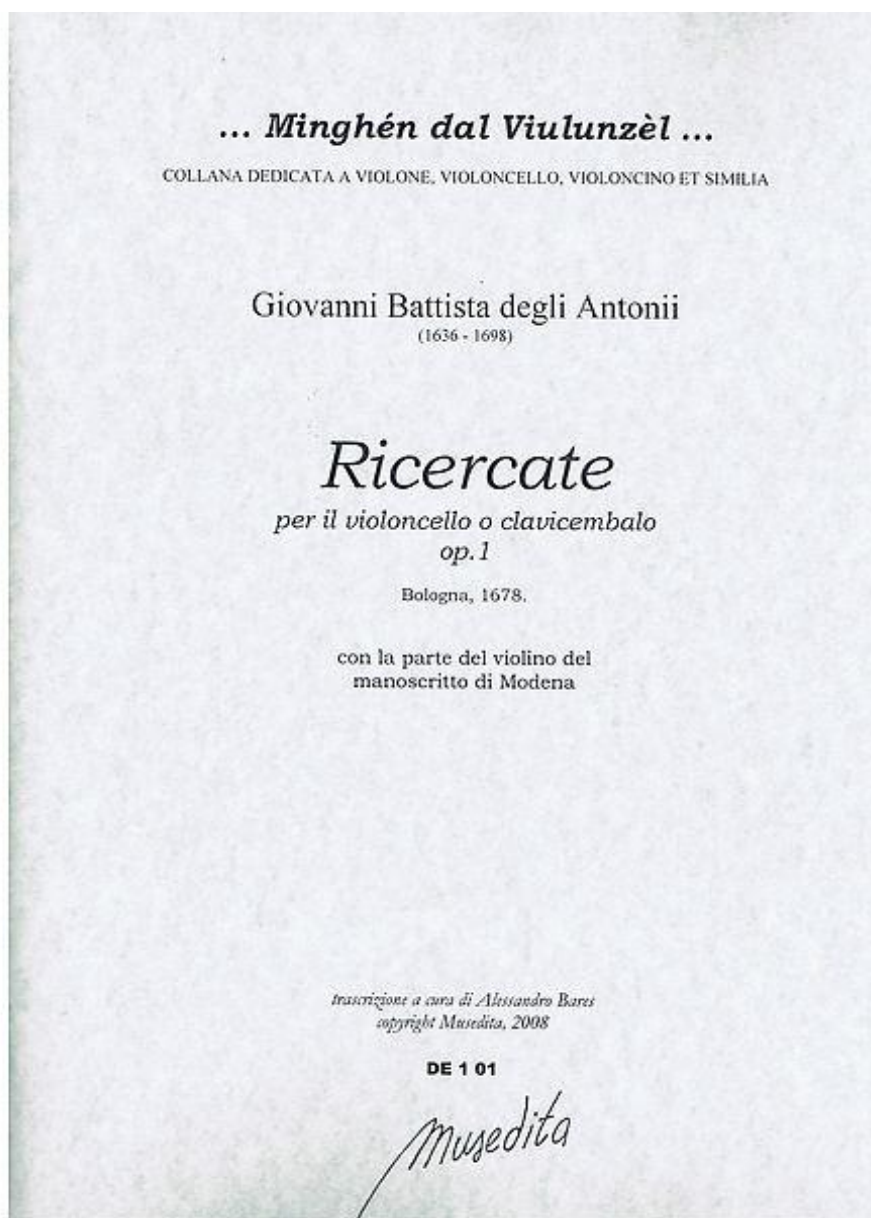 ... Minghén dal Viulunzèl ...
COLLANA DEDICATA A VIOLONE, VIOLONCELLO, VIOLONCINO ET SIMILIA
Giovanni Battista degli Antonii
(1636 - 1698)
Ricercate
per il violoncello o clavicembalo
op.1
Bologna, 1678.
con la parte del violino del
manoscritto di Modena
trascrizione a cura di Alessandro Bares
copyright Musedita, 2008
DE 1 01
Musedita